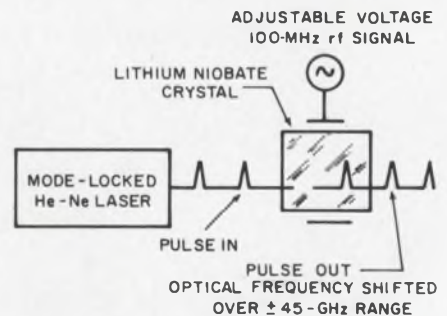 ADJUSTABLE VOLTAGE
100-MHz rf SIGNAL
LITHIUM NIOBATE
CRYSTAL
MODE-LOCKED
He-Ne LASER
PULSE IN
PULSE OUT
OPTICAL FREQUENCY SHIFTED
OVER ± 45-GHz RANGE